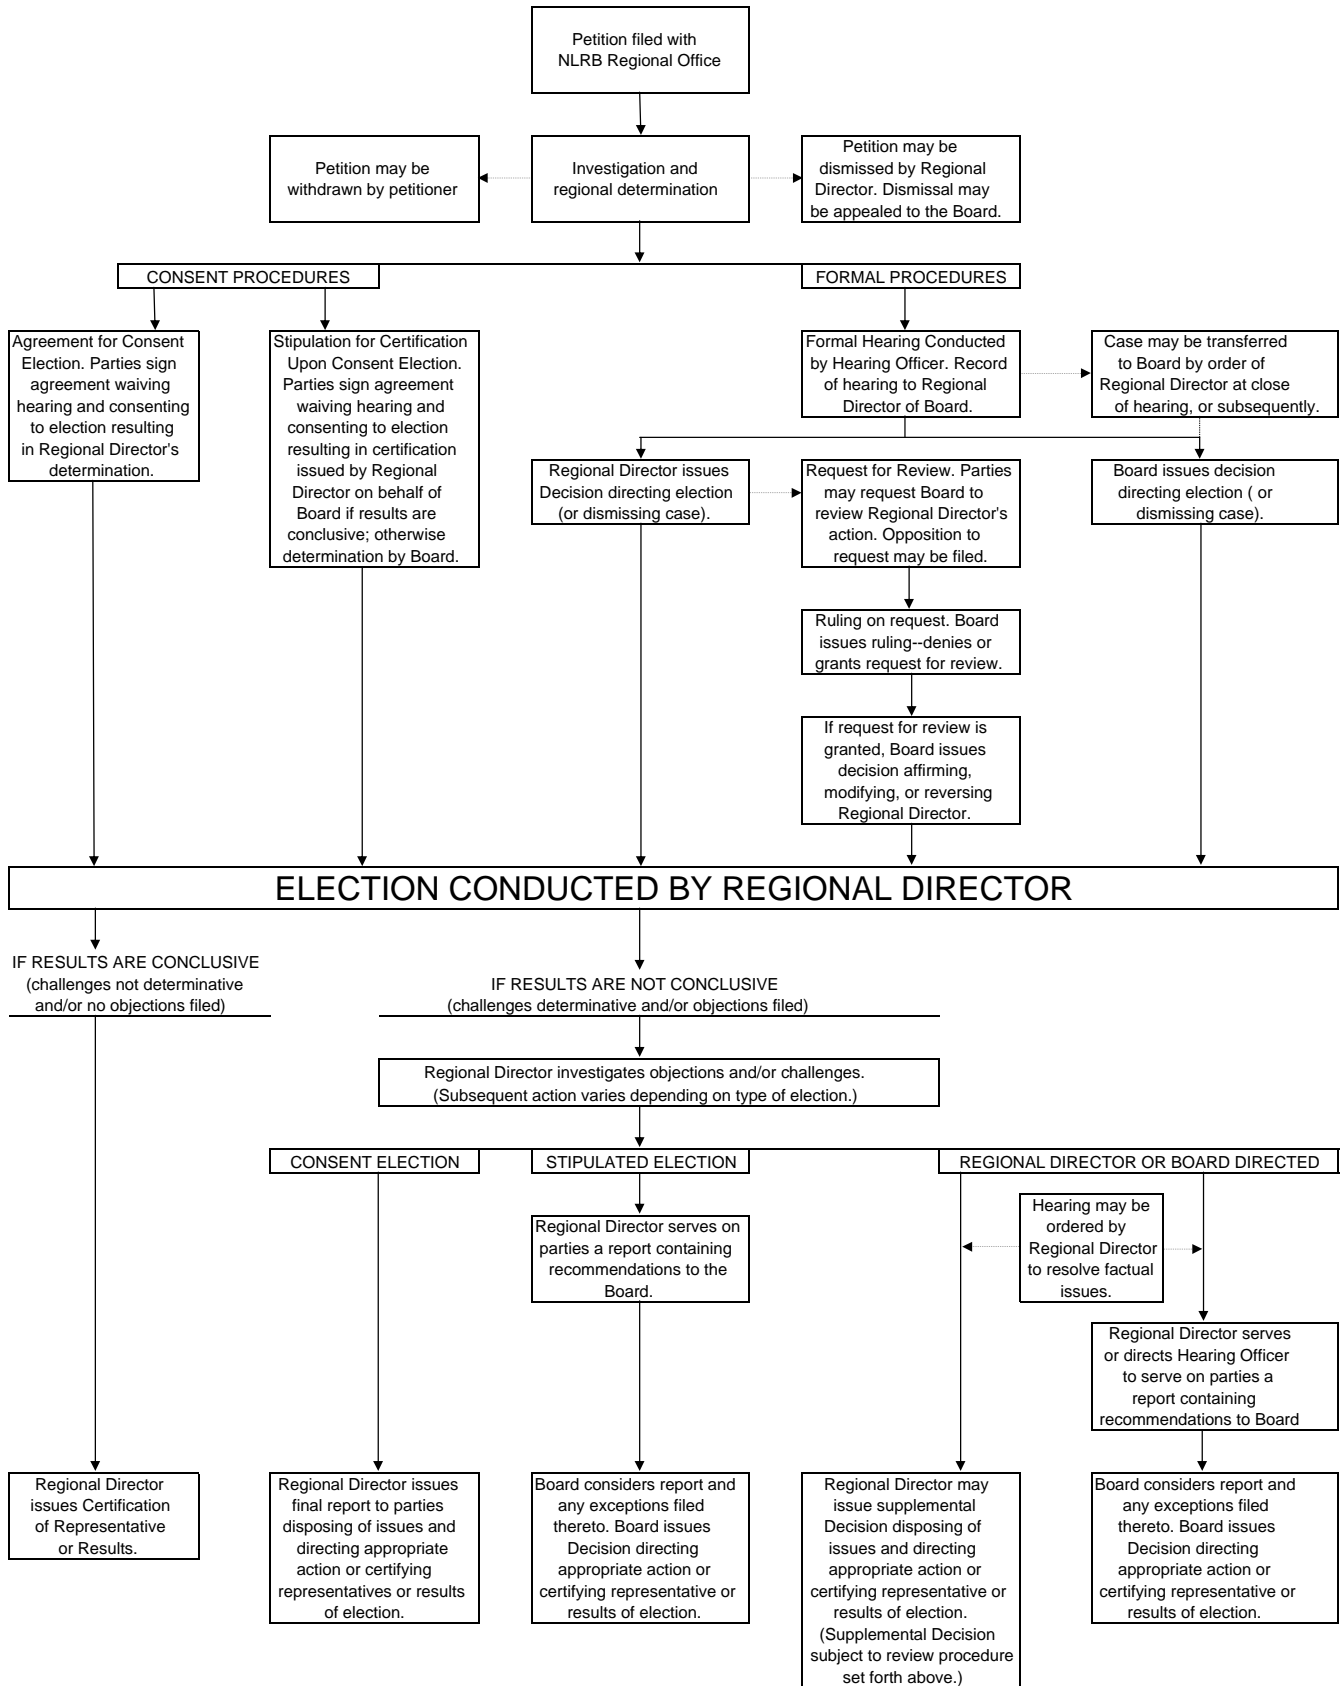 Petition filed with
NLRB Regional Office
Petition may be
withdrawn by petitioner
Investigation and
regional determination
Petition may be
dismissed by Regional
Director. Dismissal may
be appealed to the Board.
CONSENT PROCEDURES
FORMAL PROCEDURES
Agreement for Consent
Election. Parties sign
agreement waiving
hearing and consenting
to election resulting
in Regional Director's
determination.
Stipulation for Certification
Upon Consent Election.
Parties sign agreement
waiving hearing and
consenting to election
resulting in certification
issued by Regional
Director on behalf of
Board if results are
conclusive; otherwise
determination by Board.
Formal Hearing Conducted
by Hearing Officer. Record
of hearing to Regional
Director of Board.
Case may be transferred
to Board by order of
Regional Director at close
of hearing, or subsequently.
Regional Director issues
Decision directing election
(or dismissing case).
Request for Review. Parties
may request Board to
review Regional Director's
action. Opposition to
request may be filed.
Board issues decision
directing election ( or
dismissing case).
Ruling on request. Board
issues ruling--denies or
grants request for review.
If request for review is
granted, Board issues
decision affirming,
modifying, or reversing
Regional Director.
ELECTION CONDUCTED BY REGIONAL DIRECTOR
IF RESULTS ARE CONCLUSIVE
(challenges not determinative
and/or no objections filed)
IF RESULTS ARE NOT CONCLUSIVE
(challenges determinative and/or objections filed)
Regional Director investigates objections and/or challenges.
(Subsequent action varies depending on type of election.)
CONSENT ELECTION
STIPULATED ELECTION
REGIONAL DIRECTOR OR BOARD DIRECTED
Regional Director serves on
parties a report containing
recommendations to the
Board.
Hearing may be
ordered by
Regional Director
to resolve factual
issues.
Regional Director serves
or directs Hearing Officer
to serve on parties a
report containing
recommendations to Board
Regional Director
issues Certification
of Representative
or Results.
Regional Director issues
final report to parties
disposing of issues and
directing appropriate
action or certifying
representatives or results
of election.
Board considers report and
any exceptions filed
thereto. Board issues
Decision directing
appropriate action or
certifying representative or
results of election.
Regional Director may
issue supplemental
Decision disposing of
issues and directing
appropriate action or
certifying representative or
results of election.
(Supplemental Decision
subject to review procedure
set forth above.)
Board considers report and
any exceptions filed
thereto. Board issues
Decision directing
appropriate action or
certifying representative or
results of election.